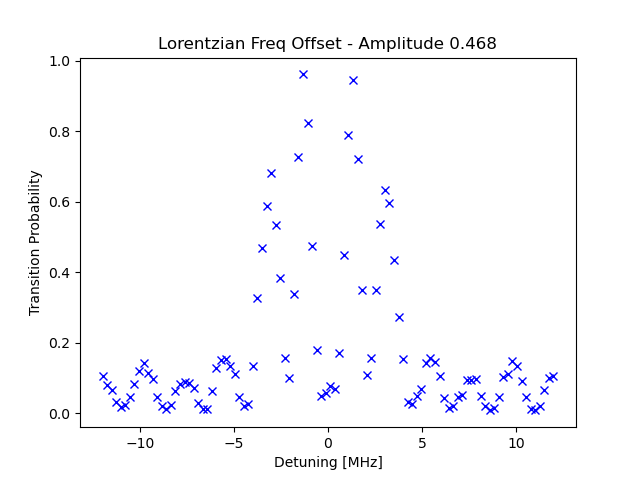 Lorentzian Freq Offset - Amplitude 0.468
Transition Probability
1.0
0.8
0.6
0.4
0.2
0.0
−10 −5 0 5 10
Detuning [MHz]